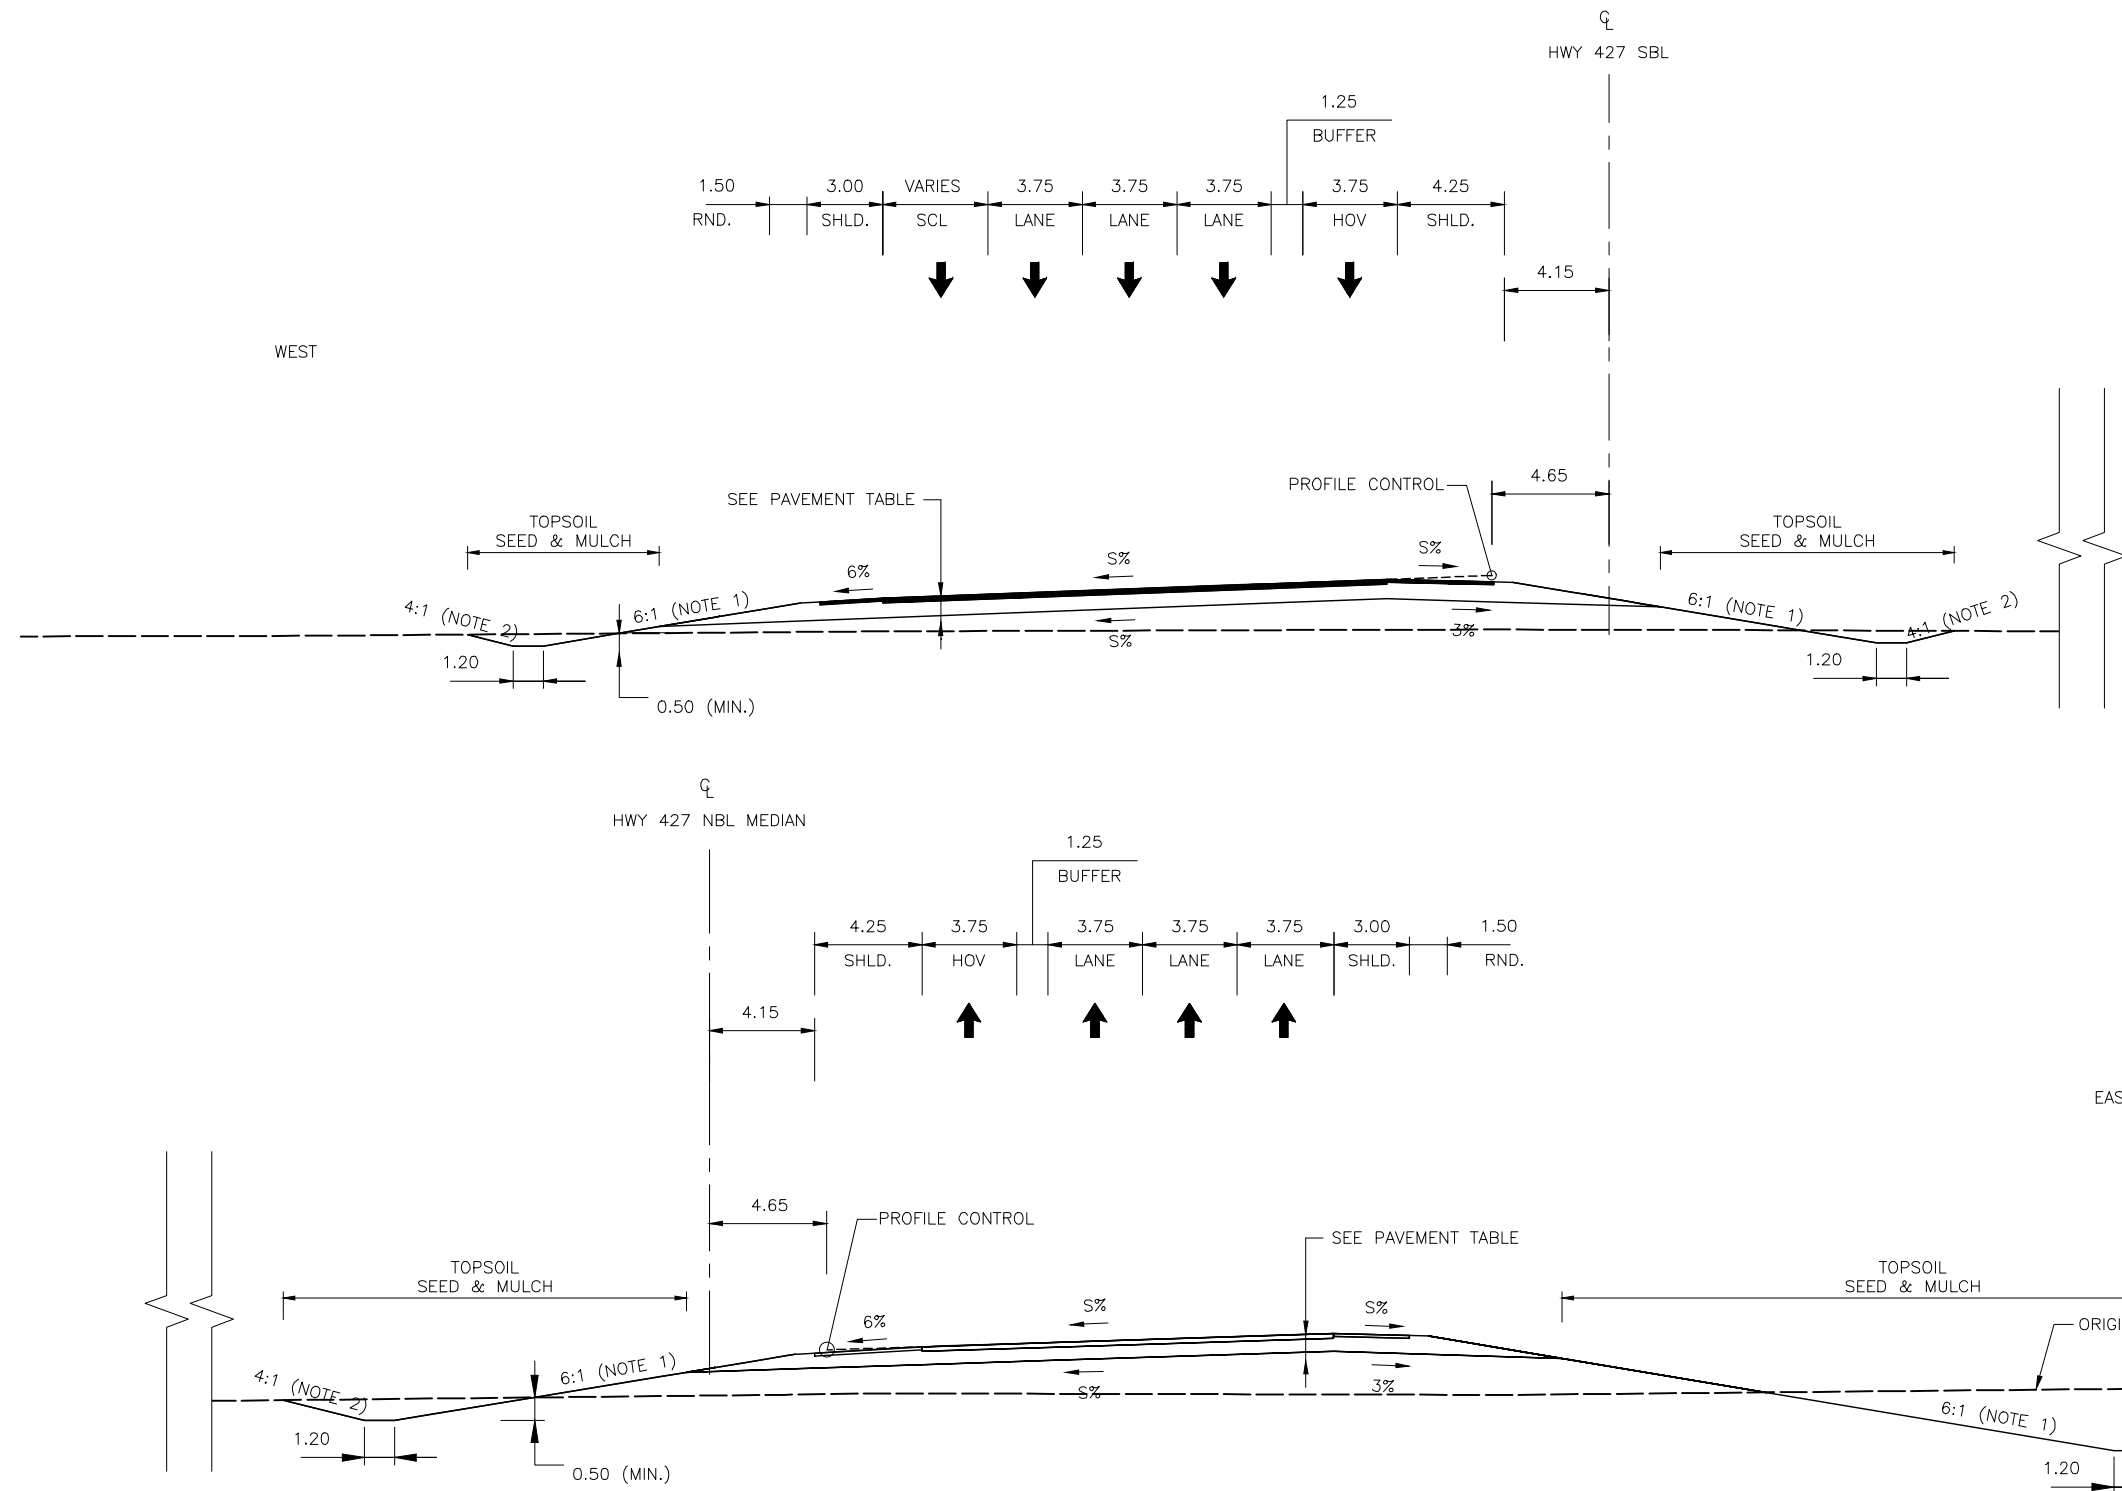 ℄
HWY 427 SBL
1.25
BUFFER
1.50 3.00 VARIES 3.75 3.75 3.75 3.75 4.25
RND. SHLD. SCL LANE LANE LANE HOV SHLD.
4.15
WEST
4.65
PROFILE CONTROL
SEE PAVEMENT TABLE
TOPSOIL
SEED & MULCH
TOPSOIL
SEED & MULCH
6% S% S%
4:1 (NOTE 2) 6:1 (NOTE 1) 6:1 (NOTE 1) 4:1 (NOTE 2)
S% 3%
1.20 1.20
0.50 (MIN.)
℄
HWY 427 NBL MEDIAN
1.25
BUFFER
4.25 3.75 3.75 3.75 3.75 3.00 1.50
SHLD. HOV LANE LANE LANE SHLD. RND.
4.15
EAS
4.65
PROFILE CONTROL
SEE PAVEMENT TABLE
TOPSOIL
SEED & MULCH
TOPSOIL
SEED & MULCH
6% S% S%
ORIGI
4:1 (NOTE 2) 6:1 (NOTE 1)
S% 3%
6:1 (NOTE 1)
1.20 1.20
0.50 (MIN.)